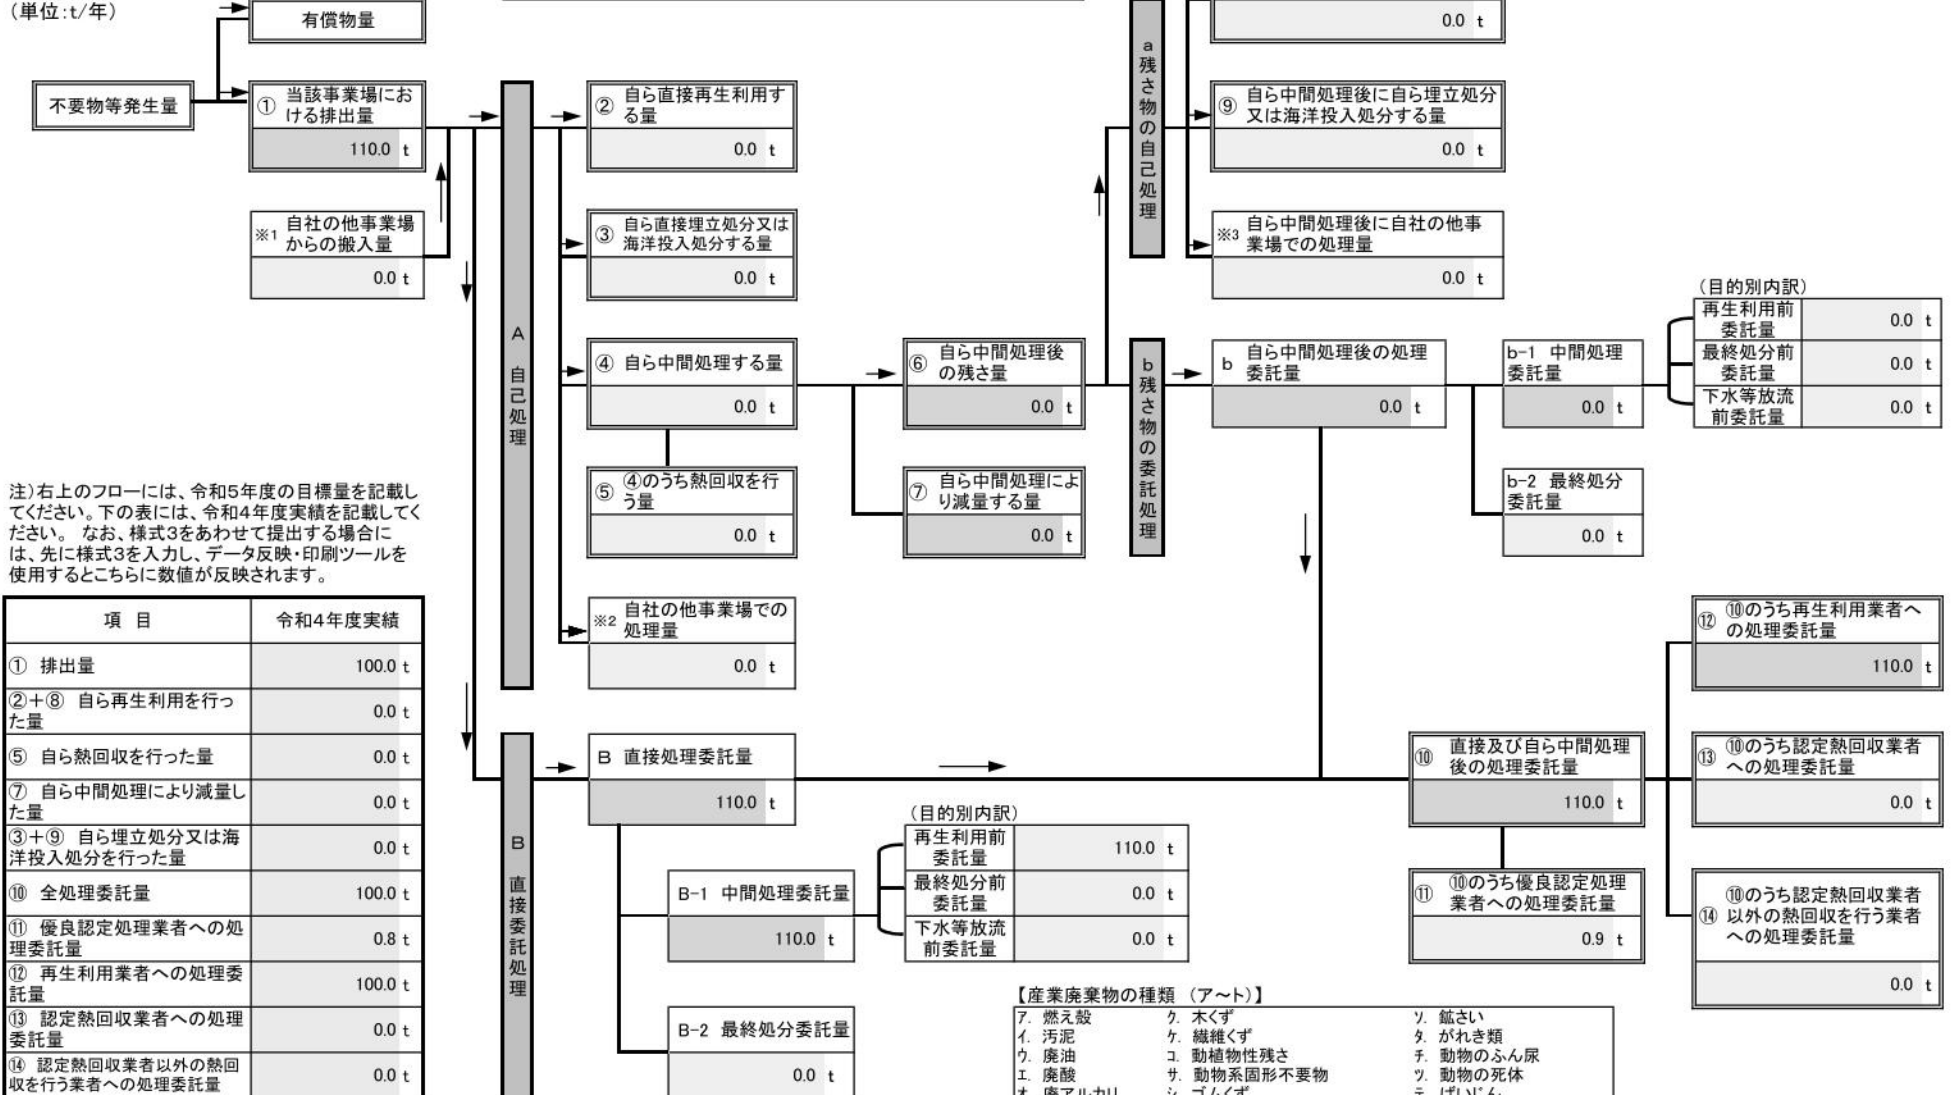 (単位:t/年)
有償物量
0.0 t
不要物等発生量
① 当該事業場にお
ける排出量
110.0 t
※1 自社の他事業場
からの搬入量
0.0 t
A 自己処理
② 自ら直接再生利用す
る量
0.0 t
③ 自ら直接埋立処分又は
海洋投入処分する量
0.0 t
④ 自ら中間処理する量
0.0 t
⑤ ④のうち熱回収を行
う量
0.0 t
※2 自社の他事業場での
処理量
0.0 t
⑥ 自ら中間処理後
の残さ量
0.0 t
⑦ 自ら中間処理によ
り減量する量
0.0 t
a残さ物の自己処理
⑨ 自ら中間処理後に自ら埋立処分
又は海洋投入処分する量
0.0 t
※3 自ら中間処理後に自社の他事
業場での処理量
0.0 t
b残さ物の委託処理
b 自ら中間処理後の処理
委託量
0.0 t
b-1 中間処理
委託量
0.0 t
(目的別内訳)
再生利用前
委託量
0.0 t
最終処分前
委託量
0.0 t
下水等放流
前委託量
0.0 t
b-2 最終処分
委託量
0.0 t
注)右上のフローには、令和5年度の目標量を記載し
てください。下の表には、令和4年度実績を記載してく
ださい。 なお、様式3をあわせて提出する場合に
は、先に様式3を入力し、データ反映・印刷ツールを
使用するとこちらに数値が反映されます。
項 目 令和4年度実績
① 排出量 100.0 t
②+⑧ 自ら再生利用を行っ
た量 0.0 t
⑤ 自ら熱回収を行った量 0.0 t
⑦ 自ら中間処理により減量し
た量 0.0 t
③+⑨ 自ら埋立処分又は海
洋投入処分を行った量 0.0 t
⑩ 全処理委託量 100.0 t
⑪ 優良認定処理業者への処
理委託量 0.8 t
⑫ 再生利用業者への処理委
託量 100.0 t
⑬ 認定熱回収業者への処理
委託量 0.0 t
⑭ 認定熱回収業者以外の熱回
収を行う業者への処理委託量 0.0 t
B 直接委託処理
B 直接処理委託量
110.0 t
B-1 中間処理委託量
110.0 t
(目的別内訳)
再生利用前
委託量
110.0 t
最終処分前
委託量
0.0 t
下水等放流
前委託量
0.0 t
B-2 最終処分委託量
0.0 t
⑩ 直接及び自ら中間処理
後の処理委託量
110.0 t
⑪ ⑩のうち優良認定処理
業者への処理委託量
0.9 t
⑫ ⑩のうち再生利用業者へ
の処理委託量
110.0 t
⑬ ⑩のうち認定熱回収業者
への処理委託量
0.0 t
⑭ ⑩のうち認定熱回収業者
以外の熱回収を行う業者
への処理委託量
0.0 t
【産業廃棄物の種類 (ア～ト)】
ア. 燃え殻 ク. 木くず ソ. 鉱さい
イ. 汚泥 ケ. 繊維くず タ. がれき類
ウ. 廃油 コ. 動植物性残さ チ. 動物のふん尿
エ. 廃酸 サ. 動物系固形不要物 ツ. 動物の死体
オ. 廃アルカリ シ. ゴムくず テ. ばいじん